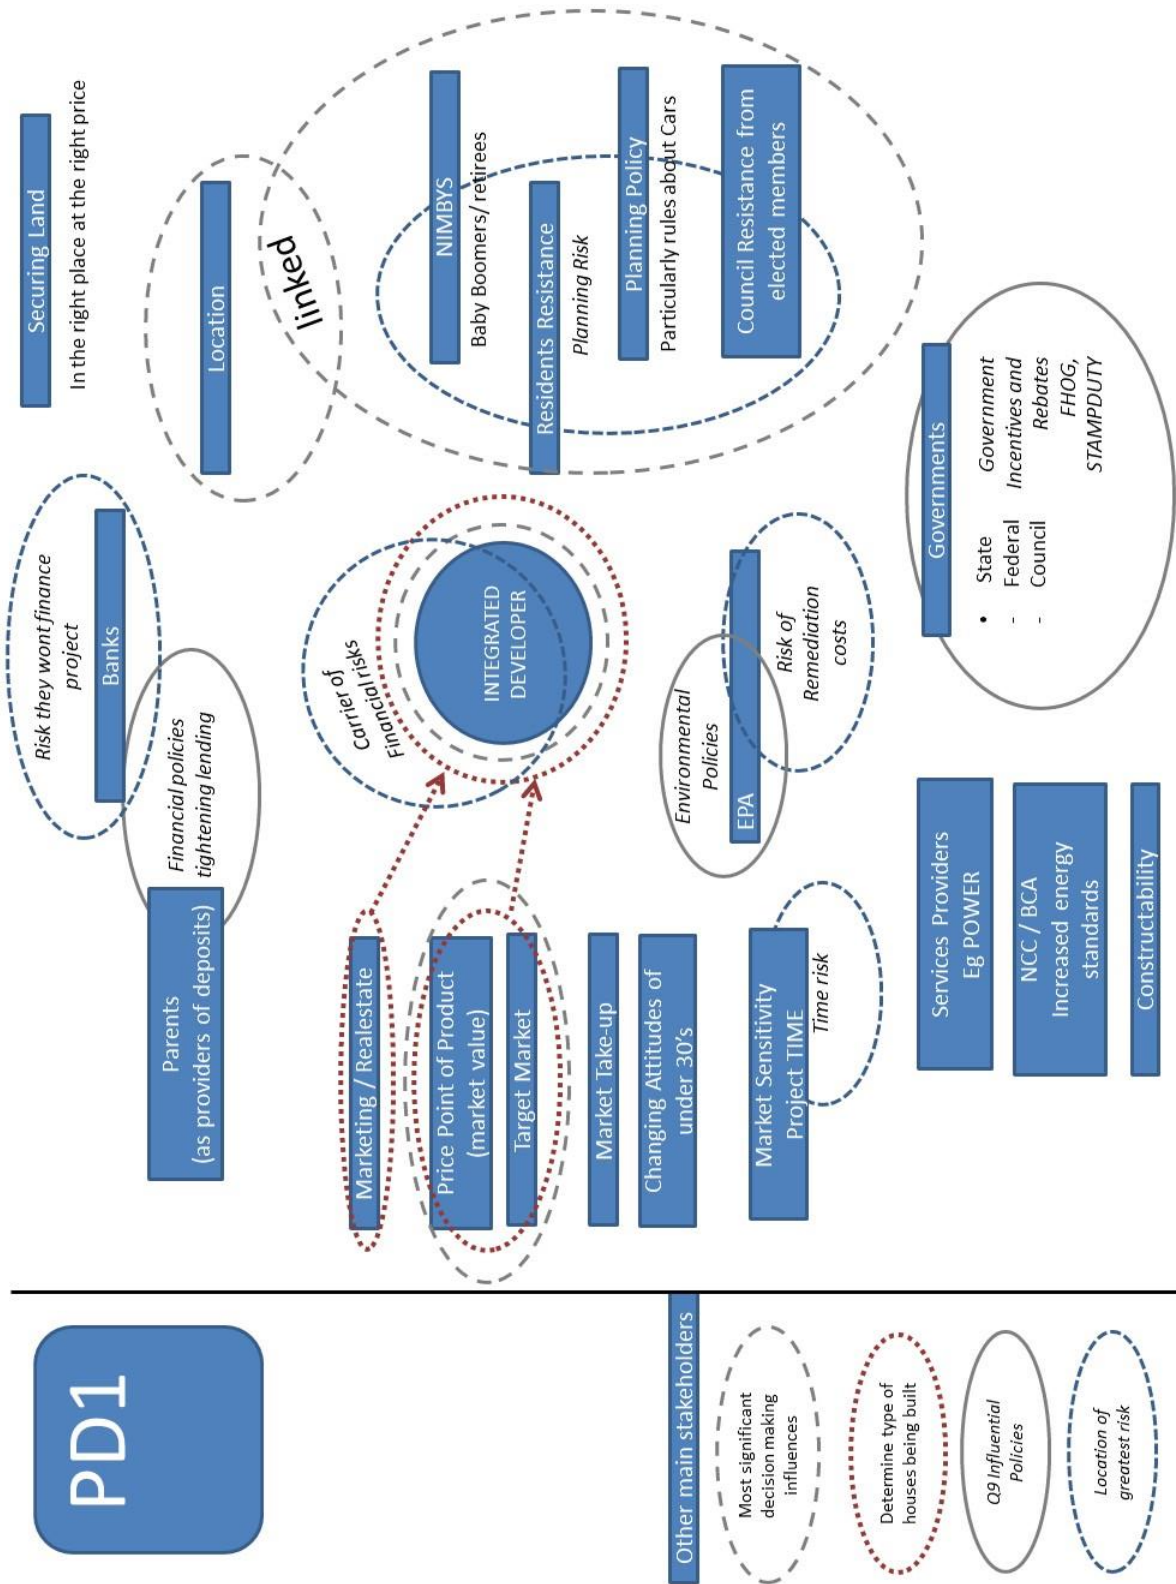 PD1
Other main stakeholders
Most significant
decision making
influences
Determine type of
houses being built
Q9 Influential
Policies
Location of
greatest risk
Parents
(as providers of deposits)
Financial policies
tightening lending
Risk they wont finance
project
Banks
Securing Land
In the right place at the right price
Location
linked
Marketing / Realestate
Price Point of Product
(market value)
Target Market
Market Take-up
Changing Attitudes of
under 30's
Market Sensitivity
Project TIME
Time risk
Carrier of
Financial risks
INTEGRATED
DEVELOPER
NIMBYS
Baby Boomers/ retirees
Residents Resistance
Planning Risk
Planning Policy
Particularly rules about Cars
Council Resistance from
elected members
Environmental
Policies
EPA
Risk of
Remediation
costs
Services Providers
Eg POWER
NCC / BCA
Increased energy
standards
Constructability
Governments
• State
- Federal
- Council
Government
Incentives and
Rebates
FHOG,
STAMPDUTY